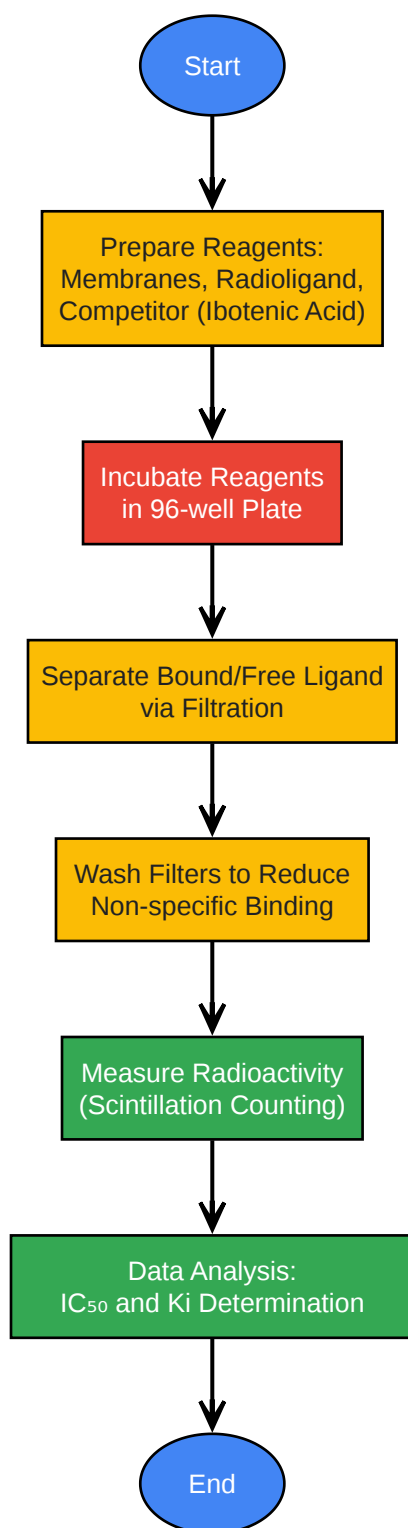 Start
Prepare Reagents:
Membranes, Radioligand,
Competitor (Ibotenic Acid)
Incubate Reagents
in 96-well Plate
Separate Bound/Free Ligand
via Filtration
Wash Filters to Reduce
Non-specific Binding
Measure Radioactivity
(Scintillation Counting)
Data Analysis:
IC₅₀ and Ki Determination
End